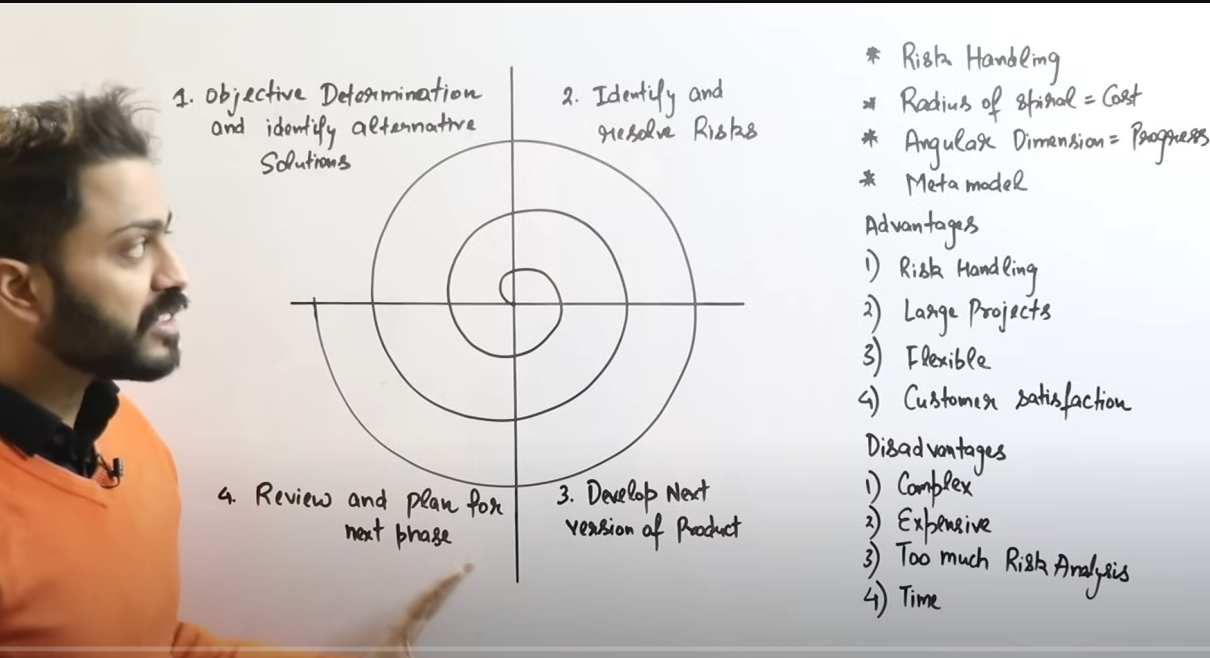 1. Objective Determination
and identify alternative
Solutions
2. Identify and
resolve Risks
4. Review and plan for
next phase
3. Develop Next
version of Product
* Risk Handling
* Radius of spiral = Cost
* Angular Dimension = Progress
* Meta model
Advantages
1) Risk Handling
2) Large Projects
3) Flexible
4) Customer satisfaction
Disadvantages
1) Complex
2) Expensive
3) Too much Risk Analysis
4) Time